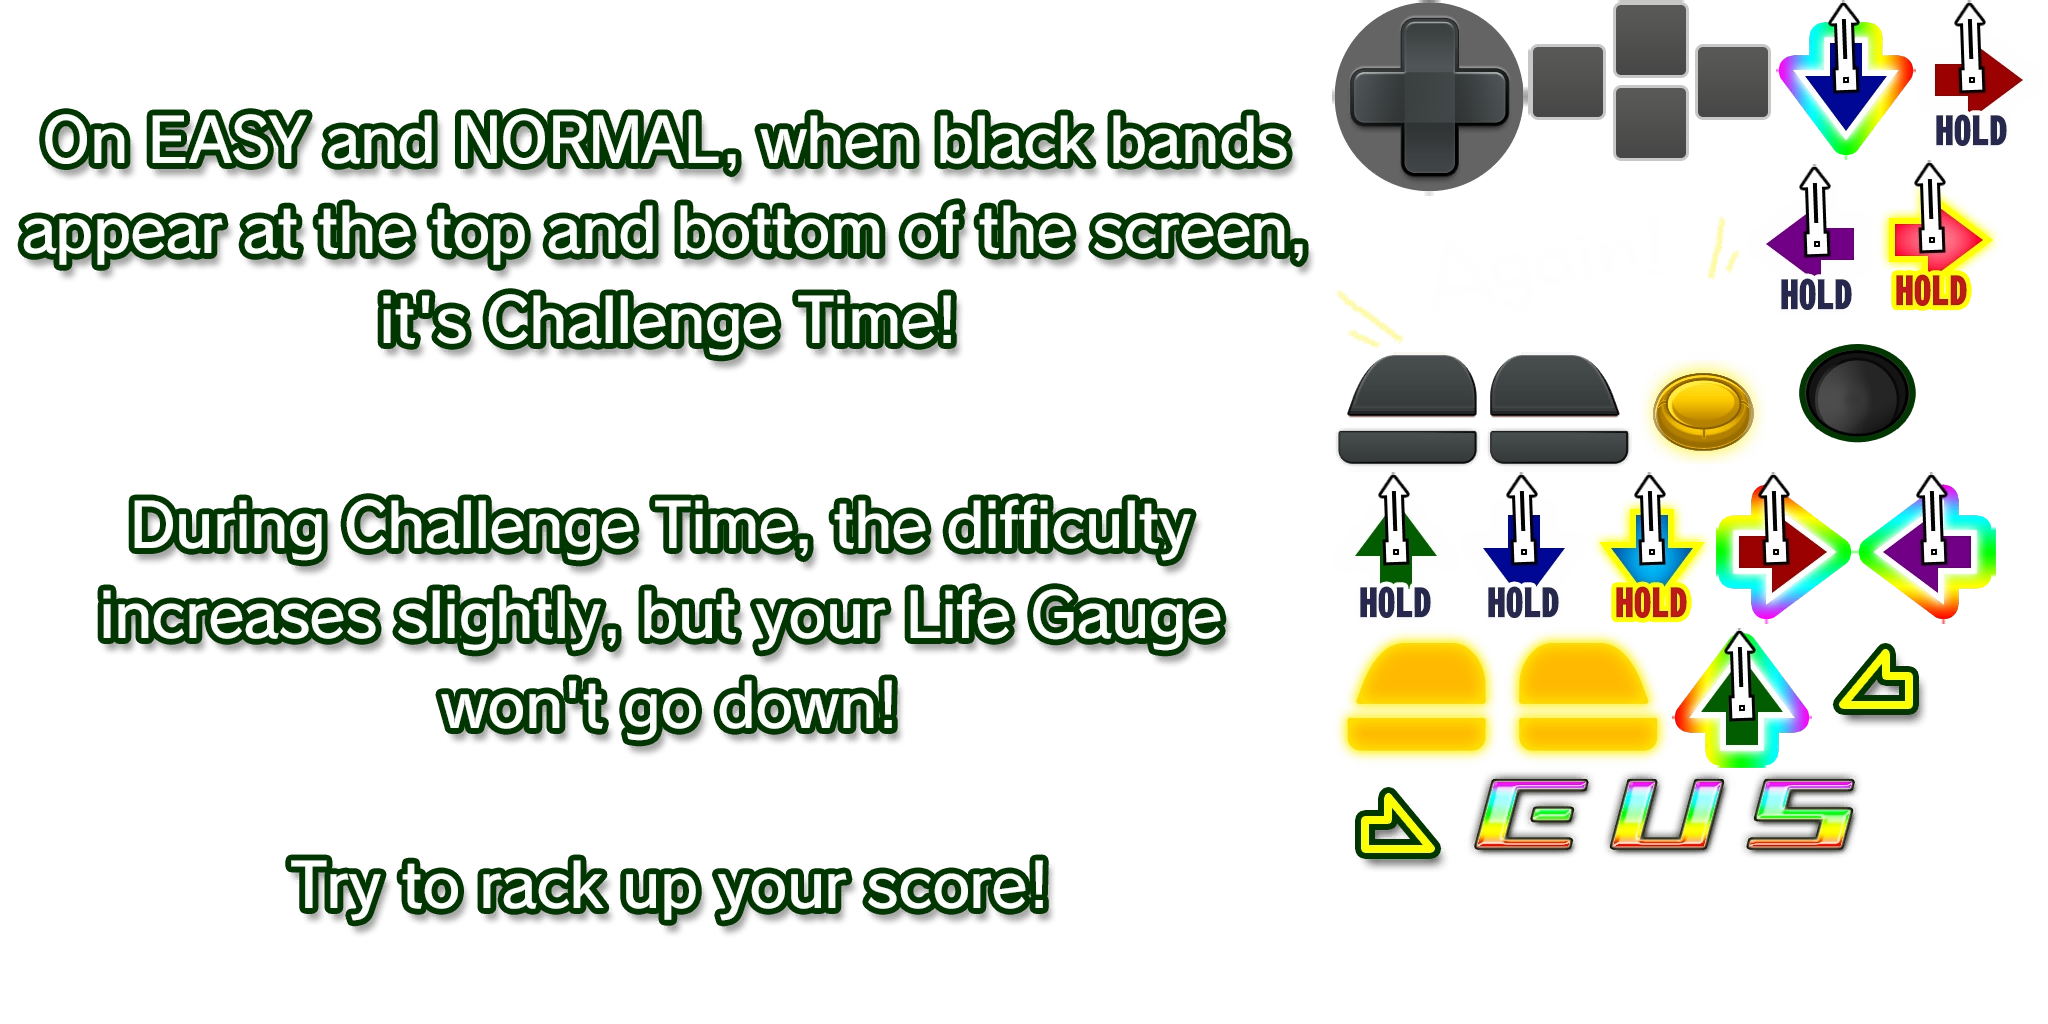 On EASY and NORMAL, when black bands
appear at the top and bottom of the screen,
it's Challenge Time!
During Challenge Time, the difficulty
increases slightly, but your Life Gauge
won't go down!
Try to rack up your score!
HOLD
Again!
HOLD
HOLD
HOLD
HOLD
HOLD
E U S